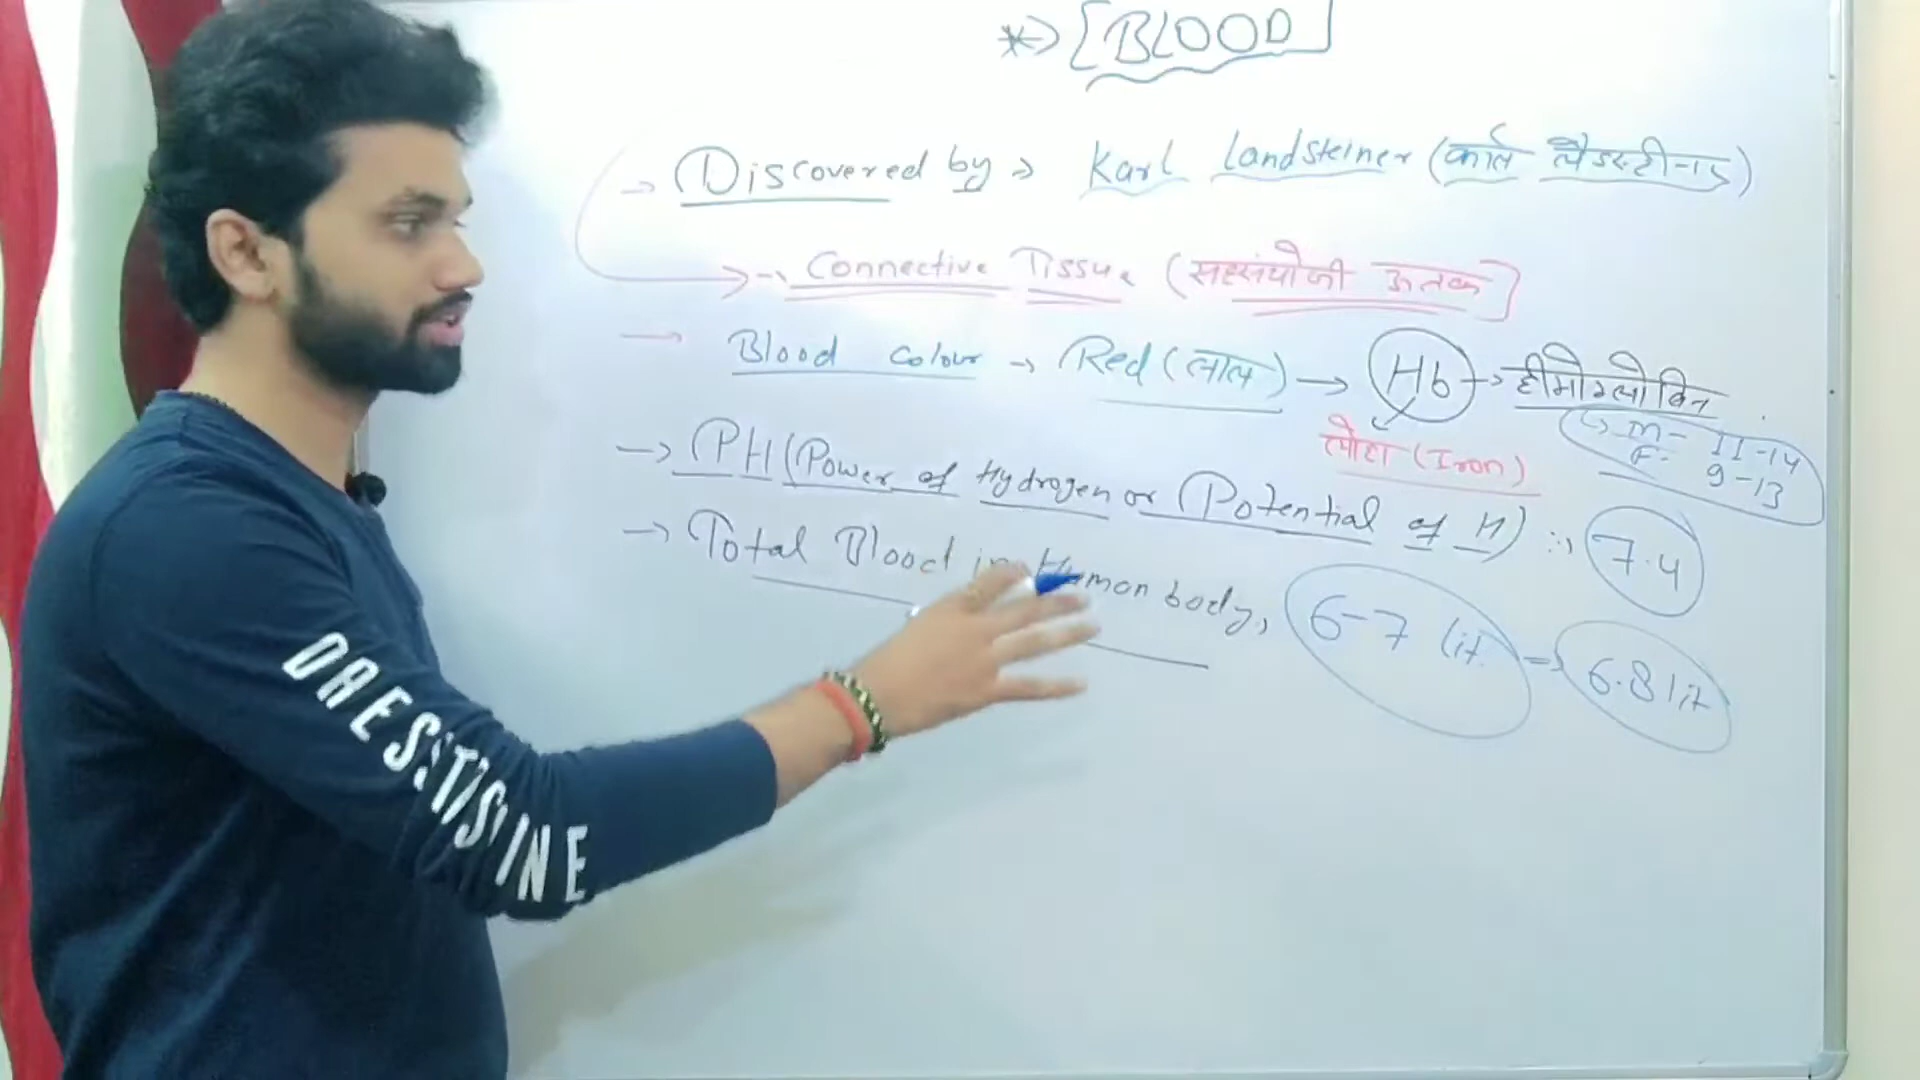 *→ [BLOOD]
→ Discovered by → Karl Landsteiner (कार्ल लैंडस्टीनर)
→ Connective Tissue (सहसंयोजी ऊतक]
→ Blood colour → Red (लाल) → Hb → हीमोग्लोबिन
लोहा (Iron)
↳ m- 11-14
F- 9-13
→ PH (Power of Hydrogen or Potential of H) :→ 7.4
→ Total Blood in Human body, 6-7 lit. ⇒ 6.8 lit
DRESSTISINE